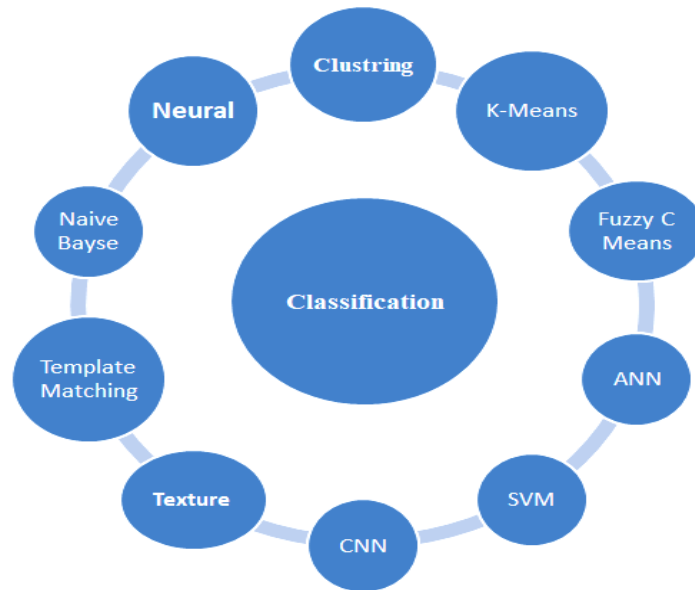 Clustring
K-Means
Fuzzy C
Means
ANN
SVM
CNN
Texture
Template
Matching
Naive
Bayse
Neural
Classification